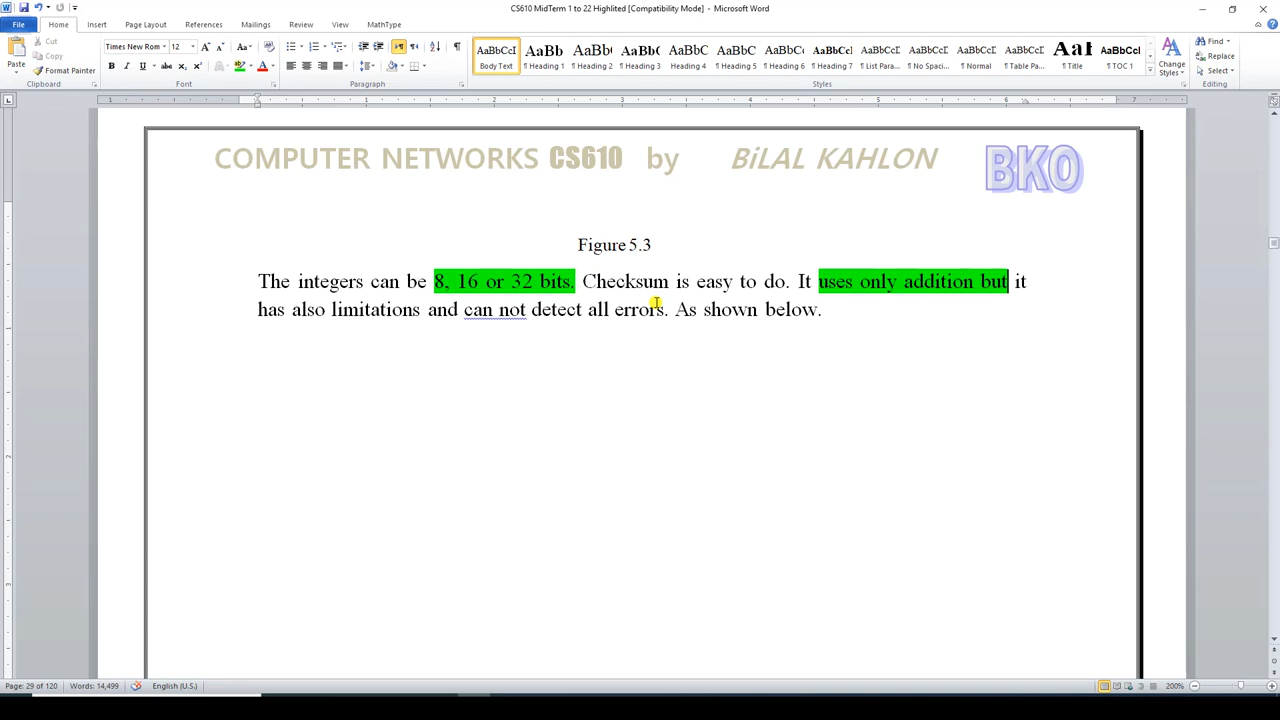 CS610 MidTerm 1 to 22 Highlited [Compatibility Mode] - Microsoft Word
File Home Insert Page Layout References Mailings Review View MathType
Paste Cut Copy Format Painter
Times New Rom 12
AaBbCcI AaBb AaBb( AaBbC( AaBbC AaBbC AaBbC( AaBbCcl AaBbCcD AaBbCcD AaBbCcD AaBbCcD AaI AaBbCcI
Body Text ¶ Heading 1 ¶ Heading 2 ¶ Heading 3 Heading 4 ¶ Heading 5 ¶ Heading 6 ¶ Heading 7 ¶ List Para... ¶ No Spaci... ¶ Normal ¶ Table Pa... ¶ Title ¶ TOC 1
Change Styles
Find
Replace
Select
Clipboard Font Paragraph Styles Editing
COMPUTER NETWORKS CS610 by BiLAL KAHLON BKO
Figure 5.3
The integers can be 8, 16 or 32 bits. Checksum is easy to do. It uses only addition but it
has also limitations and can not detect all errors. As shown below.
Page: 29 of 120 Words: 14,499 English (U.S.) 200%